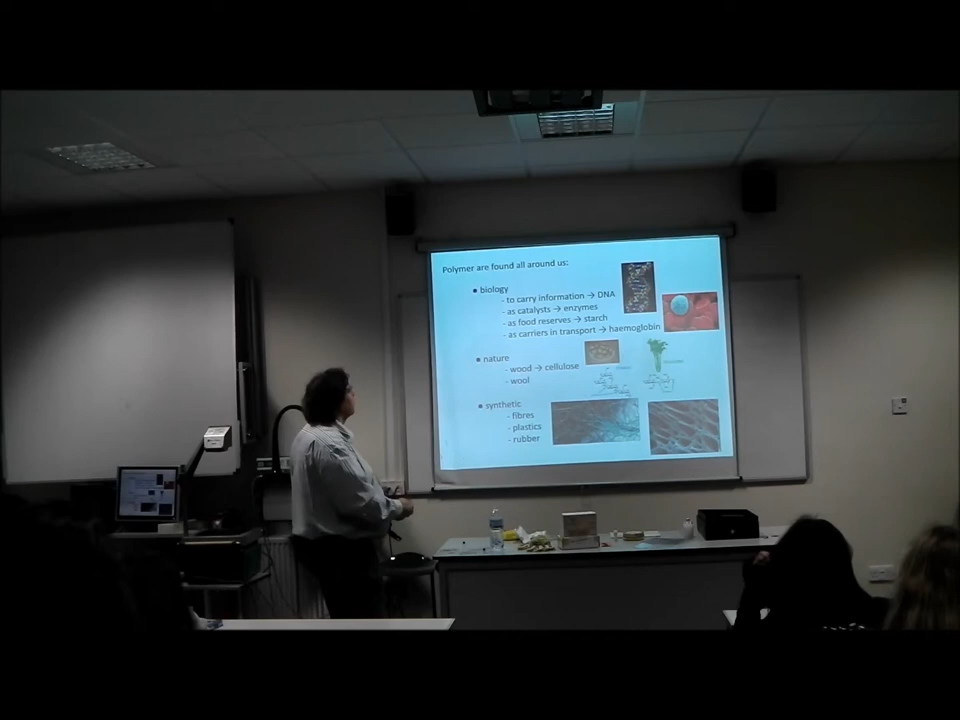 Polymer are found all around us:
• biology
- to carry information → DNA
- as catalysts → enzymes
- as food reserves → starch
- as carriers in transport → haemoglobin
• nature
- wood → cellulose
- wool
• synthetic
- fibres
- plastics
- rubber